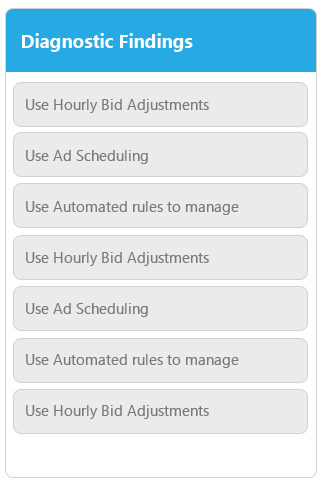 Diagnostic Findings
Use Hourly Bid Adjustments
Use Ad Scheduling
Use Automated rules to manage
Use Hourly Bid Adjustments
Use Ad Scheduling
Use Automated rules to manage
Use Hourly Bid Adjustments